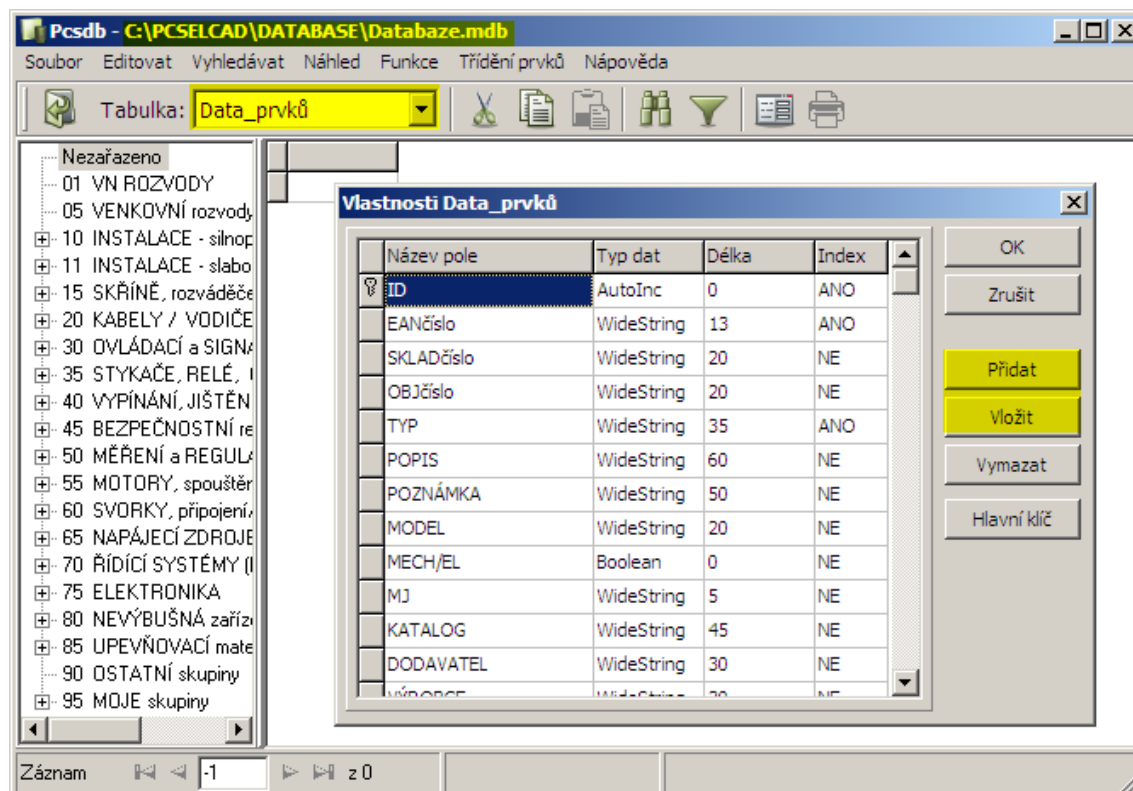 Pcsdb - C:\PCSELCAD\DATABASE\Databaze.mdb
Soubor Editovat Vyhledávat Náhled Funkce Třídění prvků Nápověda
Tabulka: Data_prvků
Nezařazeno
01 VN ROZVODY
05 VENKOVNÍ rozvody
10 INSTALACE - silnop
11 INSTALACE - slabo
15 SKŘÍNĚ, rozváděče
20 KABELY / VODIČE
30 OVLÁDACÍ a SIGNA
35 STYKAČE, RELÉ,
40 VYPÍNÁNÍ, JIŠTĚN
45 BEZPEČNOSTNÍ re
50 MĚŘENÍ a REGULA
55 MOTORY, spouštěr
60 SVORKY, připojení
65 NAPÁJECÍ ZDROJE
70 ŘÍDÍCÍ SYSTÉMY (
75 ELEKTRONIKA
80 NEVÝBUŠNÁ zaříze
85 UPEVŇOVACÍ mate
90 OSTATNÍ skupiny
95 MOJE skupiny
Vlastnosti Data_prvků
Název pole Typ dat Délka Index
ID AutoInc 0 ANO
EANčíslo WideString 13 ANO
SKLADčíslo WideString 20 NE
OBJčíslo WideString 20 NE
TYP WideString 35 ANO
POPIS WideString 60 NE
POZNÁMKA WideString 50 NE
MODEL WideString 20 NE
MECH/EL Boolean 0 NE
MJ WideString 5 NE
KATALOG WideString 45 NE
DODAVATEL WideString 30 NE
OK
Zrušit
Přidat
Vložit
Vymazat
Hlavní klíč
Záznam -1 z 0